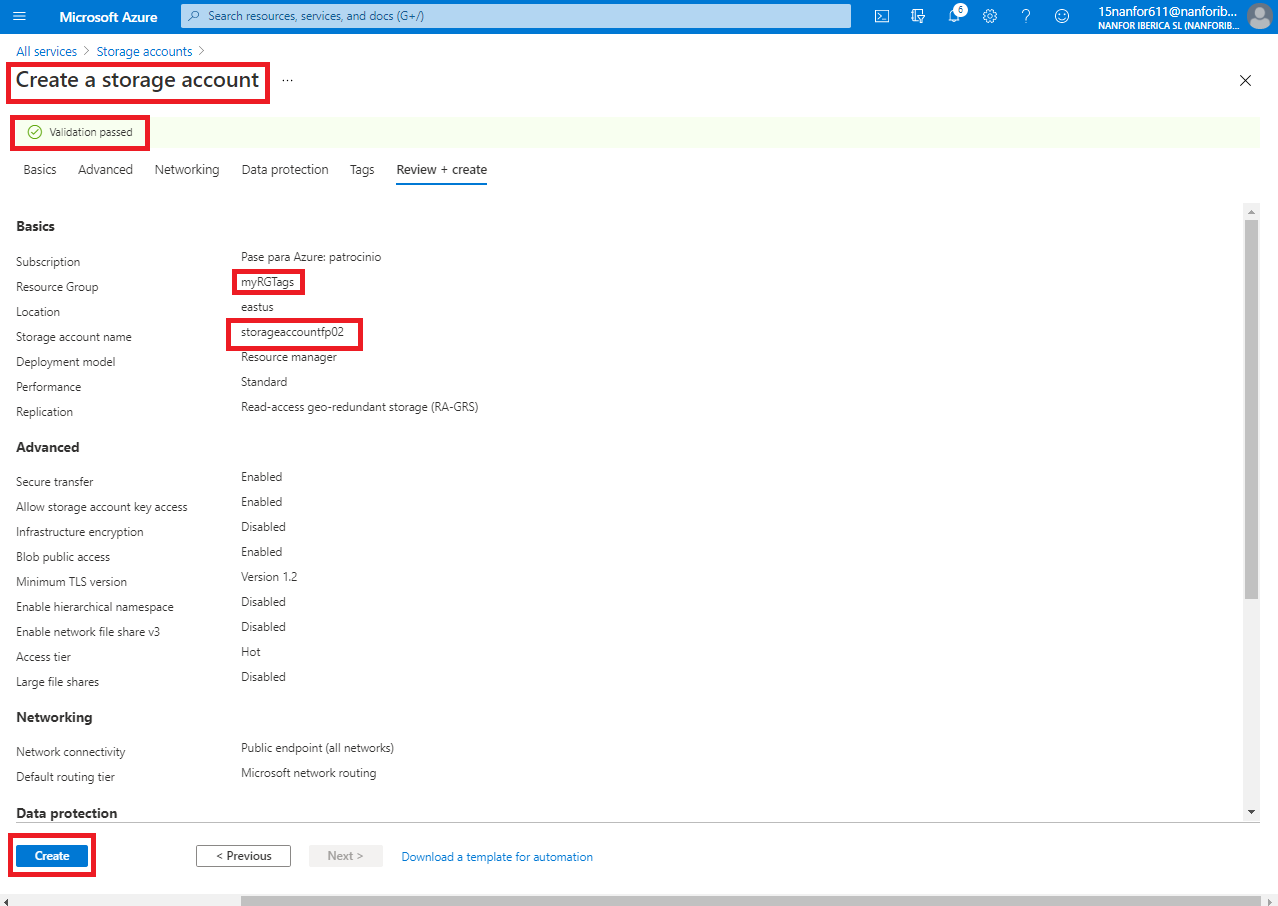 Microsoft Azure
Search resources, services, and docs (G+/)
6
15nanfor611@nanforib...
NANFOR IBERICA SL (NANFORIB...
All services > Storage accounts >
Create a storage account ...
Validation passed
Basics Advanced Networking Data protection Tags Review + create
Basics
Subscription Pase para Azure: patrocinio
Resource Group myRGTags
Location eastus
Storage account name storageaccountfp02
Deployment model Resource manager
Performance Standard
Replication Read-access geo-redundant storage (RA-GRS)
Advanced
Secure transfer Enabled
Allow storage account key access Enabled
Infrastructure encryption Disabled
Blob public access Enabled
Minimum TLS version Version 1.2
Enable hierarchical namespace Disabled
Enable network file share v3 Disabled
Access tier Hot
Large file shares Disabled
Networking
Network connectivity Public endpoint (all networks)
Default routing tier Microsoft network routing
Data protection
Create < Previous Next > Download a template for automation